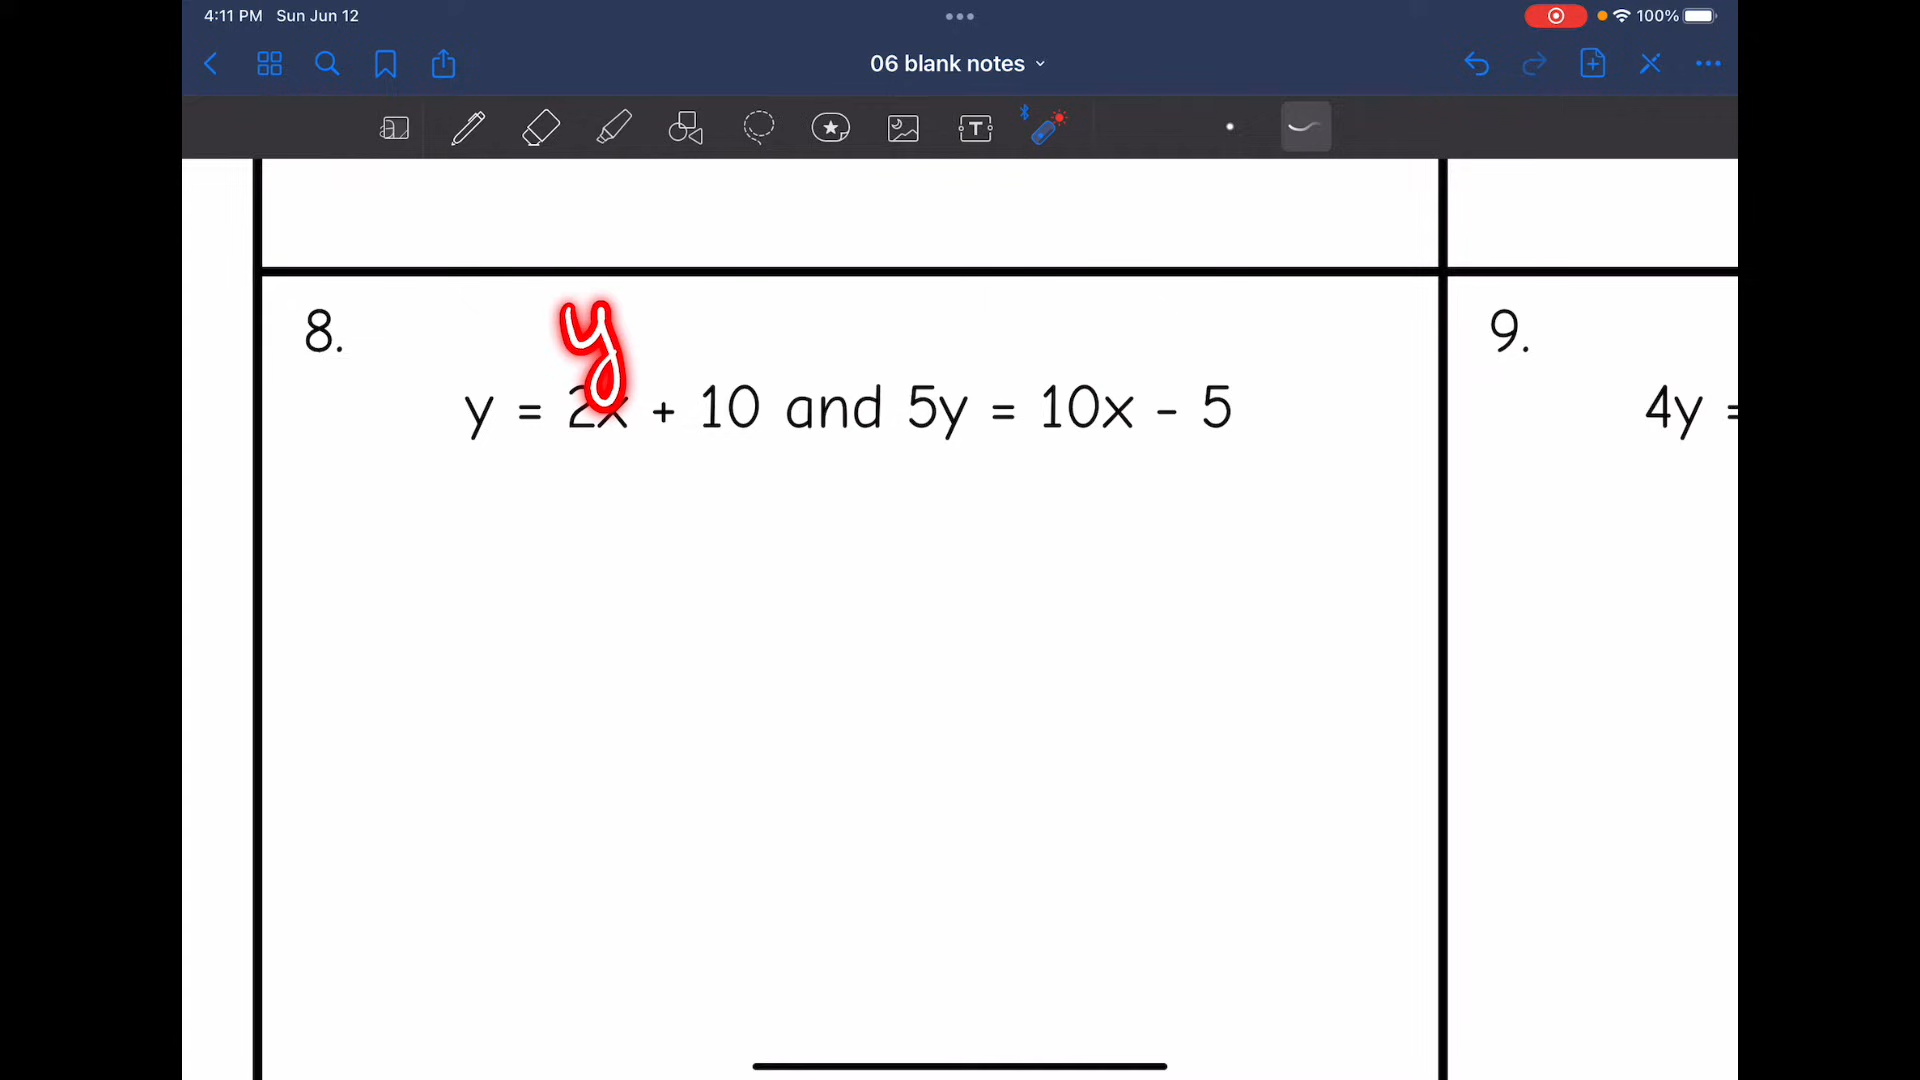 4:11 PM Sun Jun 12
100%
06 blank notes
T
8.
y
y = 2x + 10 and 5y = 10x - 5
9.
4y =